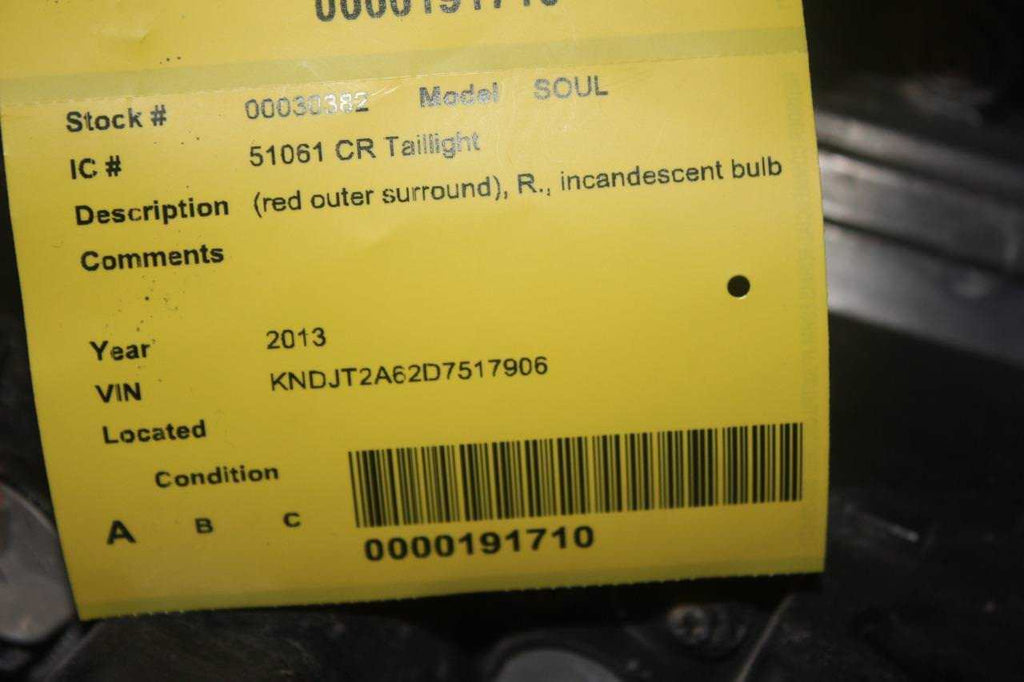 0000191710
Stock # 00030382 Model SOUL
IC # 51061 CR Taillight
Description (red outer surround), R., incandescent bulb
Comments
Year 2013
VIN KNDJT2A62D7517906
Located
Condition
A B C
0000191710